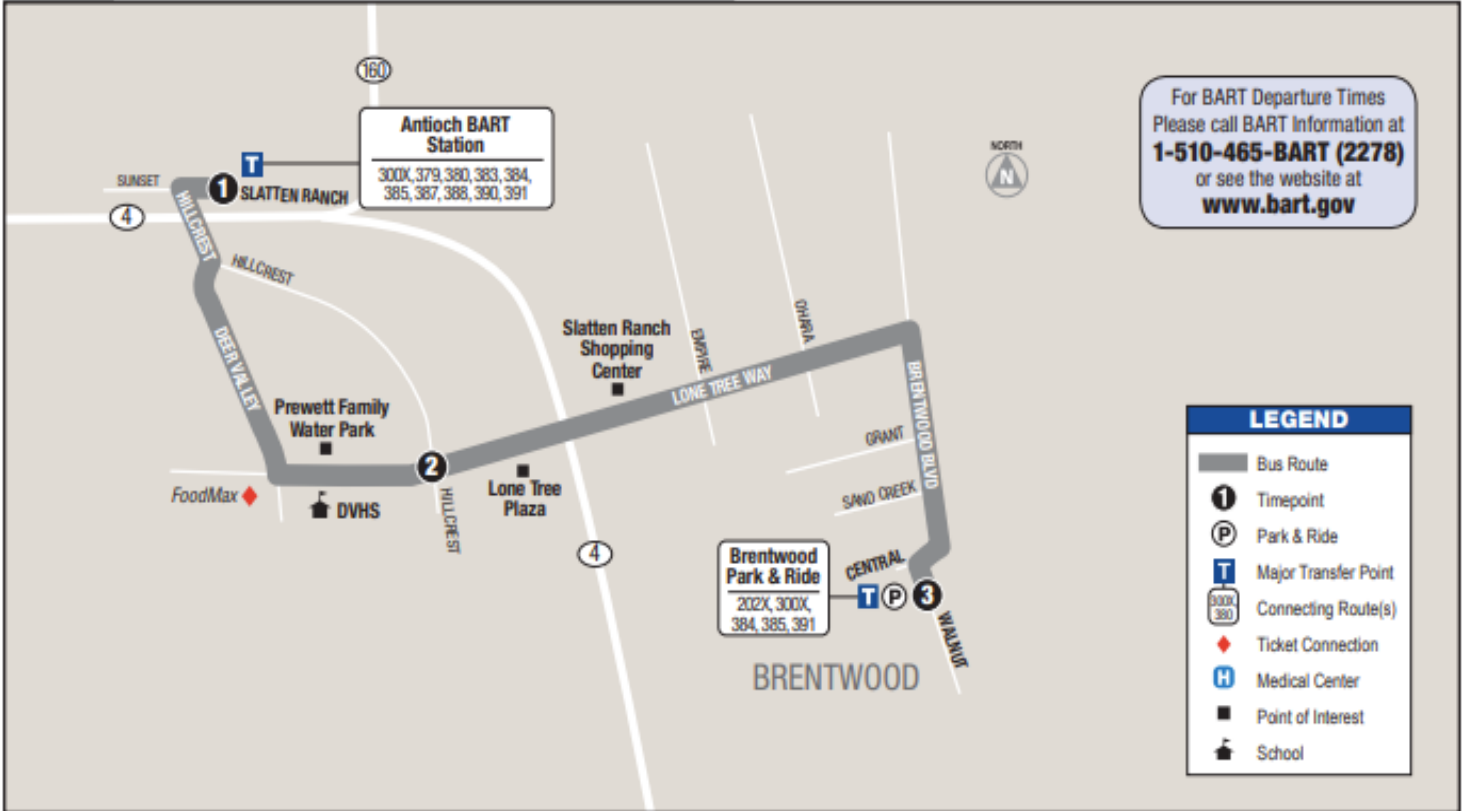 160
Antioch BART
Station
300X, 379, 380, 383, 384,
385, 387, 388, 390, 391
T
SUNSET
1
SLATTEN RANCH
4
HILLCREST
HILLCREST
DEER VALLEY
Prewett Family
Water Park
FoodMax
DVHS
2
HILLCREST
Lone Tree
Plaza
Slatten Ranch
Shopping
Center
4
EMPIRE
OHARA
LONE TREE WAY
BRENTWOOD BLVD
GRANT
SAND CREEK
CENTRAL
Brentwood
Park & Ride
202X, 300X,
384, 385, 391
T
P
3
WALNUT
BRENTWOOD
NORTH
N
For BART Departure Times
Please call BART Information at
1-510-465-BART (2278)
or see the website at
www.bart.gov
LEGEND
Bus Route
1 Timepoint
P Park & Ride
T Major Transfer Point
300X, 380 Connecting Route(s)
Ticket Connection
H Medical Center
Point of Interest
School